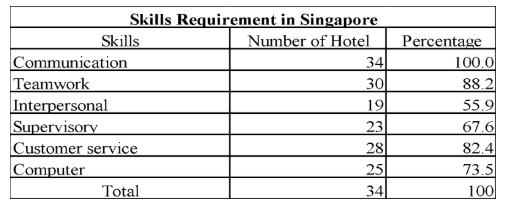 Skills Requirement in Singapore
Skills Number of Hotel Percentage
Communication 34 100.0
Teamwork 30 88.2
Interpersonal 19 55.9
Supervisory 23 67.6
Customer service 28 82.4
Computer 25 73.5
Total 34 100